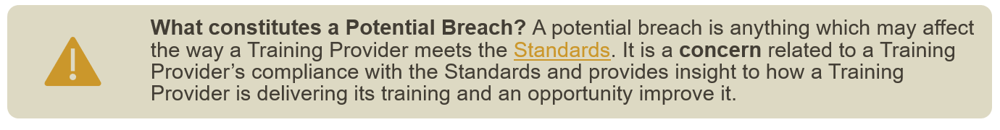 What constitutes a Potential Breach? A potential breach is anything which may affect
the way a Training Provider meets the Standards. It is a concern related to a Training
Provider’s compliance with the Standards and provides insight to how a Training
Provider is delivering its training and an opportunity improve it.